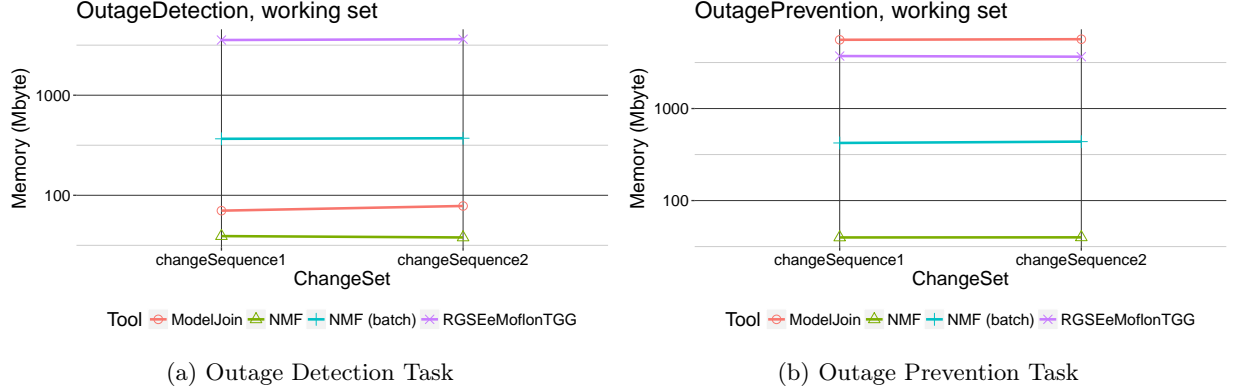 OutageDetection, working set
Memory (Mbyte)
1000
100
changeSequence1 changeSequence2
ChangeSet
Tool ModelJoin NMF NMF (batch) RGSEeMoflonTGG
(a) Outage Detection Task
OutagePrevention, working set
Memory (Mbyte)
1000
100
changeSequence1 changeSequence2
ChangeSet
Tool ModelJoin NMF NMF (batch) RGSEeMoflonTGG
(b) Outage Prevention Task